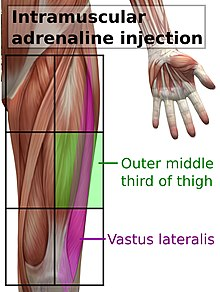 Intramuscular
adrenaline injection
Outer middle
third of thigh
Vastus lateralis